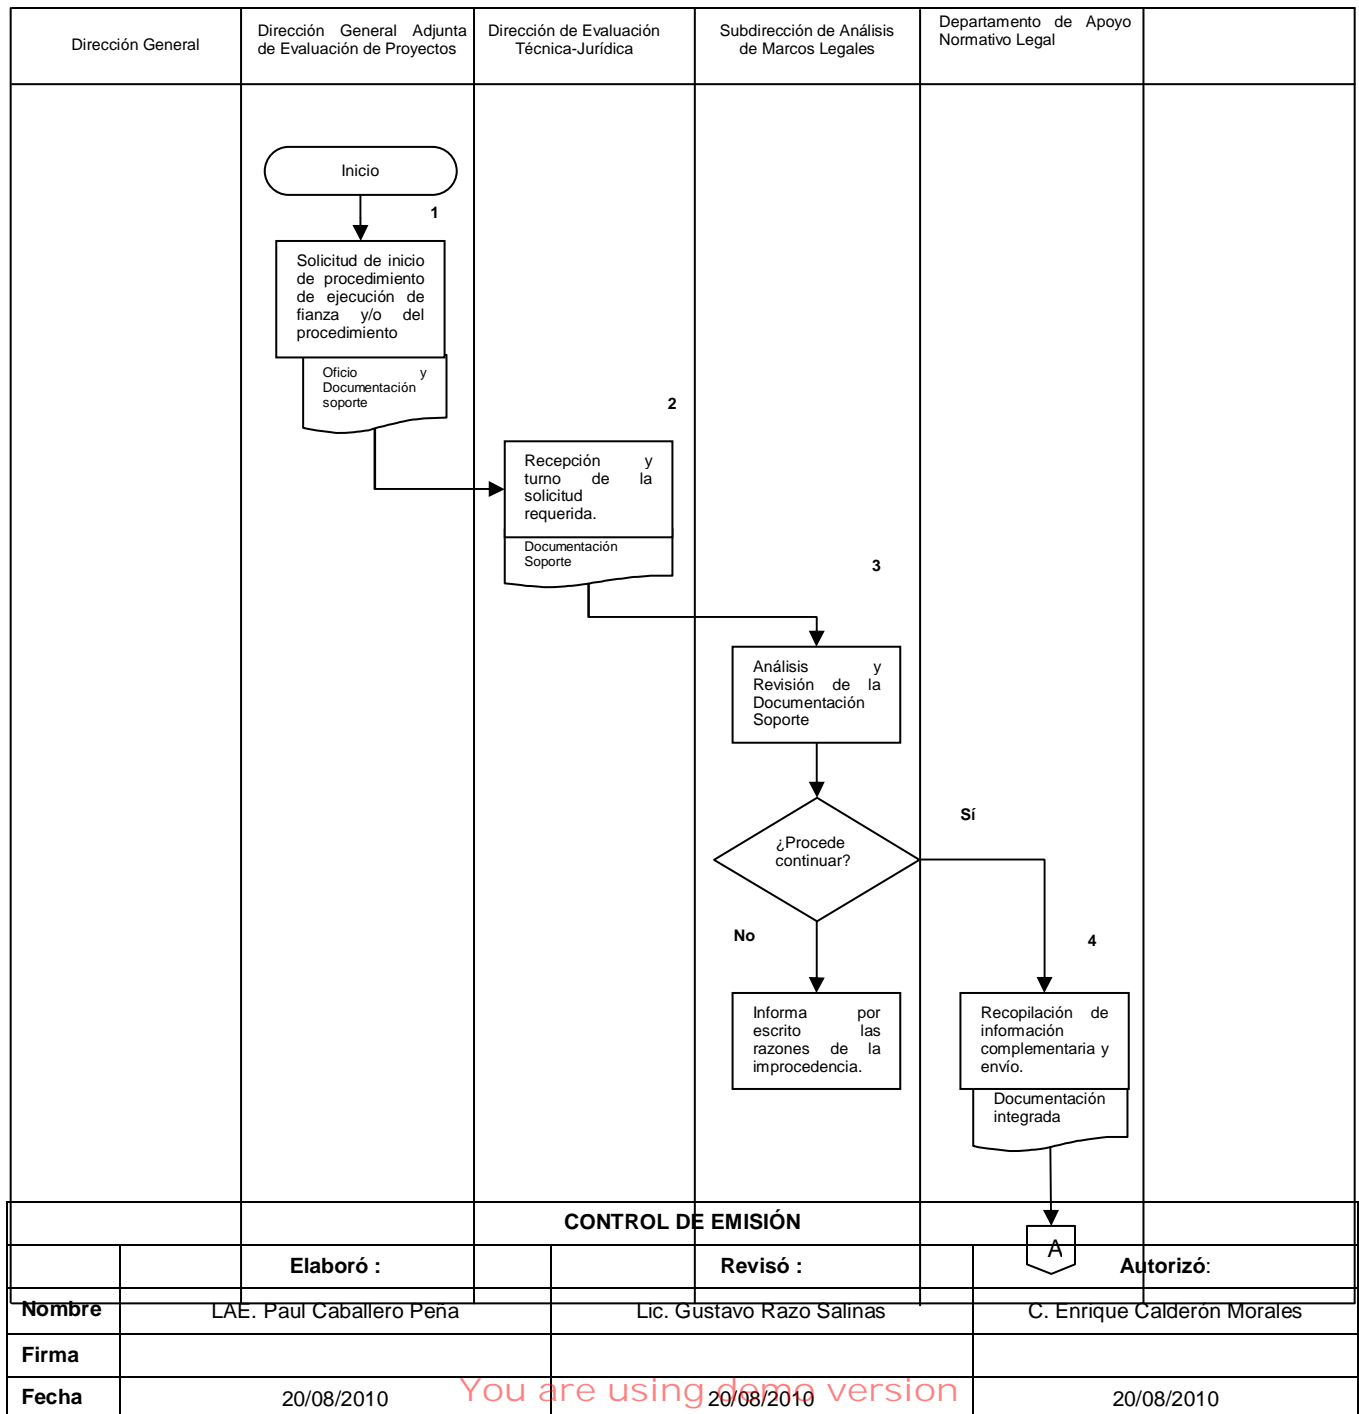 Dirección General
Dirección General Adjunta
de Evaluación de Proyectos
Dirección de Evaluación
Técnica-Jurídica
Subdirección de Análisis
de Marcos Legales
Departamento de Apoyo
Normativo Legal
Inicio
1
Solicitud de inicio
de procedimiento
de ejecución de
fianza y/o del
procedimiento
Oficio y
Documentación
soporte
2
Recepción y
turno de la
solicitud
requerida.
Documentación
Soporte
3
Análisis y
Revisión de la
Documentación
Soporte
¿Procede
continuar?
Sí
No
4
Informa por
escrito las
razones de la
improcedencia.
Recopilación de
información
complementaria y
envío.
Documentación
integrada
A
CONTROL DE EMISIÓN
Elaboró : Revisó : Autorizó:
Nombre LAE. Paul Caballero Peña Lic. Gustavo Razo Salinas C. Enrique Calderón Morales
Firma
Fecha 20/08/2010 20/08/2010 20/08/2010
You are using demo version